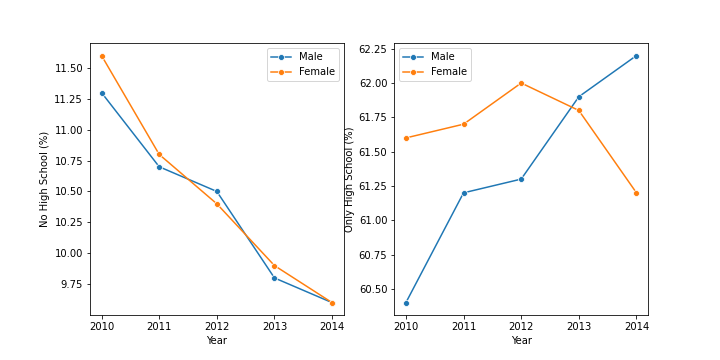 No High School (%)
11.50
11.25
11.00
10.75
10.50
10.25
10.00
9.75
2010 2011 2012 2013 2014
Year
Male
Female
Only High School (%)
62.25
62.00
61.75
61.50
61.25
61.00
60.75
60.50
2010 2011 2012 2013 2014
Year
Male
Female